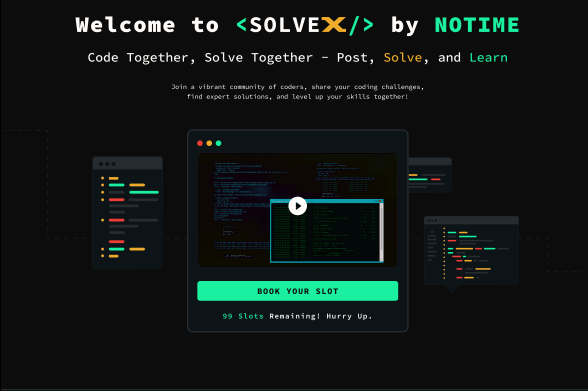 Welcome to <SOLVEX/> by NOTIME
Code Together, Solve Together - Post, Solve, and Learn
Join a vibrant community of coders, share your coding challenges,
find expert solutions, and level up your skills together!
BOOK YOUR SLOT
99 Slots Remaining! Hurry Up.